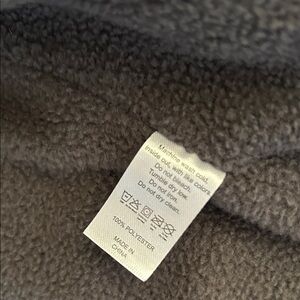 Machine wash cold,
inside out, with like colors
Do not bleach.
Tumble dry low.
Do not iron.
Do not dry clean.
100% POLYESTER
MADE IN
CHINA